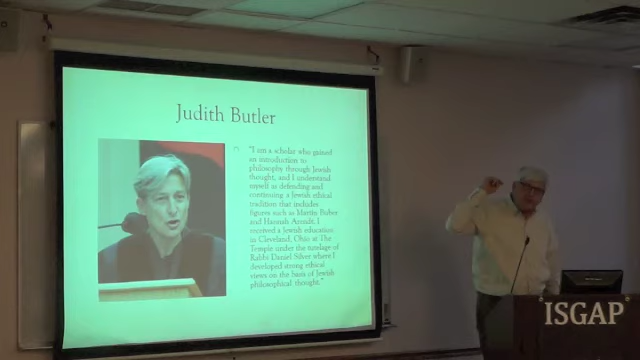 Judith Butler
"I am a scholar who gained
an introduction to
philosophy through Jewish
thought, and I understand
myself as defending and
continuing a Jewish ethical
tradition that includes
figures such as Martin Buber
and Hannah Arendt. I
received a Jewish education
in Cleveland, Ohio at The
Temple under the tutelage of
Rabbi Daniel Silver where I
developed strong ethical
views on the basis of Jewish
philosophical thought."
ISGAP